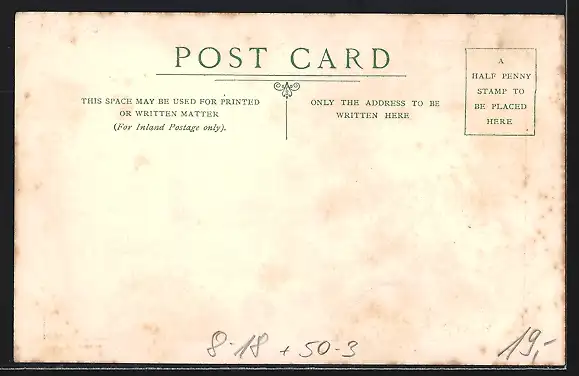 POST CARD
THIS SPACE MAY BE USED FOR PRINTED
OR WRITTEN MATTER
(For Inland Postage only).
ONLY THE ADDRESS TO BE
WRITTEN HERE
A
HALF PENNY
STAMP TO
BE PLACED
HERE
8-18 + 50-3
19,-